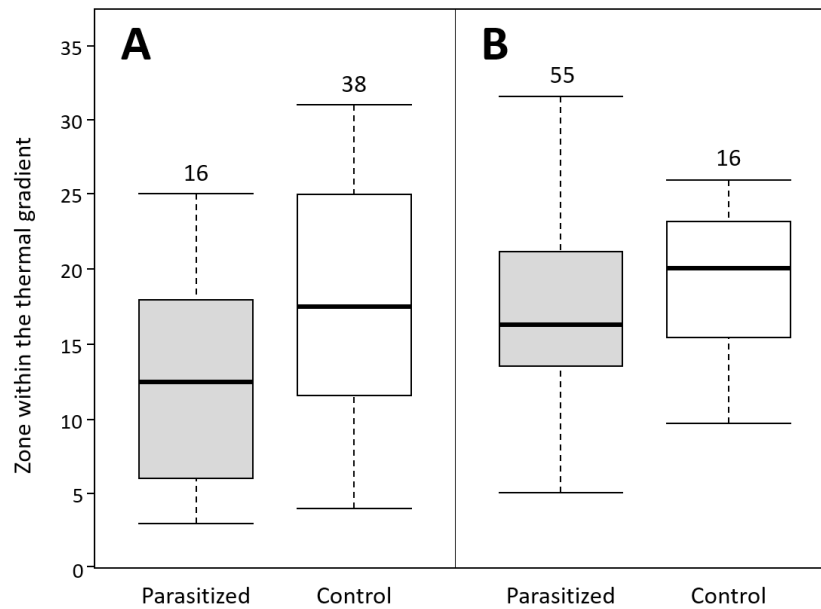 A
B
16
38
55
16
Zone within the thermal gradient
35
30
25
20
15
10
5
0
Parasitized
Control
Parasitized
Control